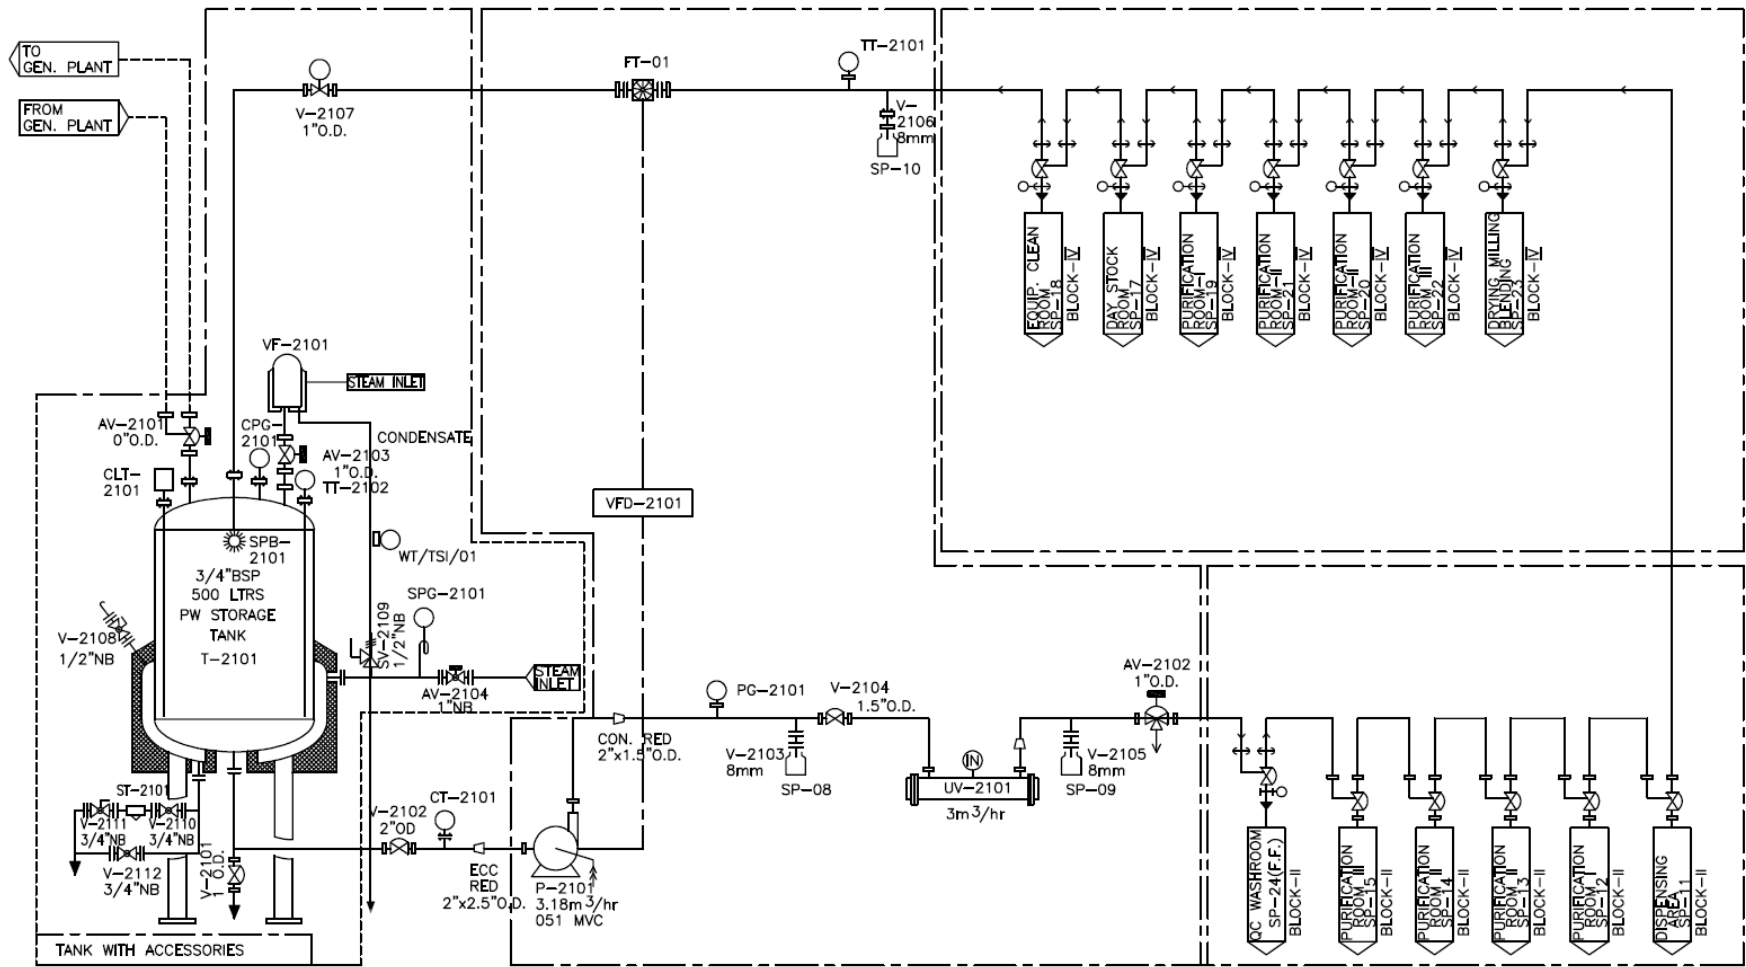 TO
GEN. PLANT
FROM
GEN. PLANT
V-2107
1"O.D.
FT-01
TT-2101
V-
2106
8mm
SP-10
EQUIP. CLEAN
ROOM
SP-18
BLOCK-IV
DAY STOCK
ROOM
SP-17
BLOCK-IV
PURIFICATION
ROOM-I
SP-19
BLOCK-IV
PURIFICATION
ROOM-II
SP-21
BLOCK-IV
PURIFICATION
ROOM-II
SP-20
BLOCK-IV
PURIFICATION
ROOM III
SP-22
BLOCK-IV
DRYING MILLING
BLENDING
SP-23
BLOCK-IV
VF-2101
STEAM INLET
AV-2101
0"O.D.
CPG-
2101
CONDENSATE
AV-2103
1"O.D.
TT-2102
CLT-
2101
VFD-2101
SPB-
2101
WT/TSI/01
3/4"BSP
500 LTRS
PW STORAGE
TANK
T-2101
SPG-2101
SV-2109
1/2"NB
V-2108
1/2"NB
STEAM
INLET
AV-2104
1"NB
AV-2102
1"O.D.
PG-2101
V-2104
1.5"O.D.
CON. RED
2"x1.5"O.D.
V-2103
8mm
SP-08
IN
UV-2101
3m3/hr
V-2105
8mm
SP-09
ST-2101
V-2111
3/4"NB
V-2110
3/4"NB
V-2112
3/4"NB
V-2101
1" O.D.
V-2102
2"OD
CT-2101
ECC
RED
2"x2.5"O.D.
P-2101
3.18m3/hr
051 MVC
QC WASHROOM
SP-24(F.F.)
BLOCK-II
PURIFICATION
ROOM III
SP-15
BLOCK-II
PURIFICATION
ROOM II
SP-14
BLOCK-II
PURIFICATION
ROOM II
SP-13
BLOCK-II
PURIFICATION
ROOM I
SP-12
BLOCK-II
DISPENSING
AREA
SP-11
BLOCK-II
TANK WITH ACCESSORIES